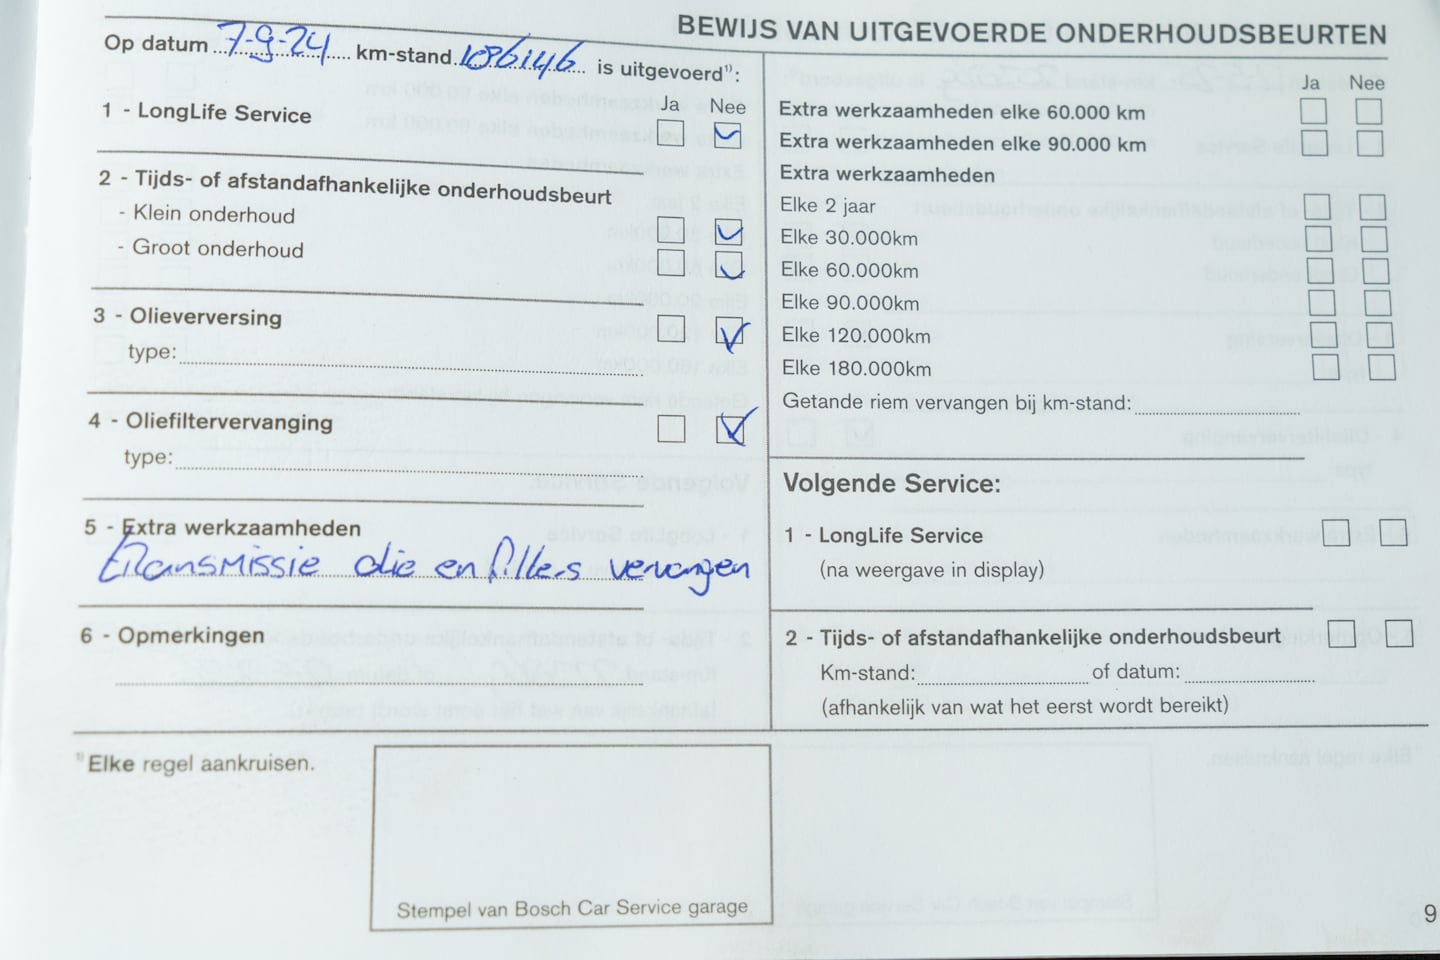 BEWIJS VAN UITGEVOERDE ONDERHOUDSBEURTEN
Op datum 7-9-24 km-stand 186146 is uitgevoerd¹⁾:
Ja Nee
1 - LongLife Service
2 - Tijds- of afstandafhankelijke onderhoudsbeurt
- Klein onderhoud
- Groot onderhoud
3 - Olieverversing
type:
4 - Oliefiltervervanging
type:
5 - Extra werkzaamheden
transmissie olie en filters vervangen
6 - Opmerkingen
Ja Nee
Extra werkzaamheden elke 60.000 km
Extra werkzaamheden elke 90.000 km
Extra werkzaamheden
Elke 2 jaar
Elke 30.000km
Elke 60.000km
Elke 90.000km
Elke 120.000km
Elke 180.000km
Getande riem vervangen bij km-stand:
Volgende Service:
1 - LongLife Service
(na weergave in display)
2 - Tijds- of afstandafhankelijke onderhoudsbeurt
Km-stand: of datum:
(afhankelijk van wat het eerst wordt bereikt)
¹⁾ Elke regel aankruisen.
Stempel van Bosch Car Service garage
9